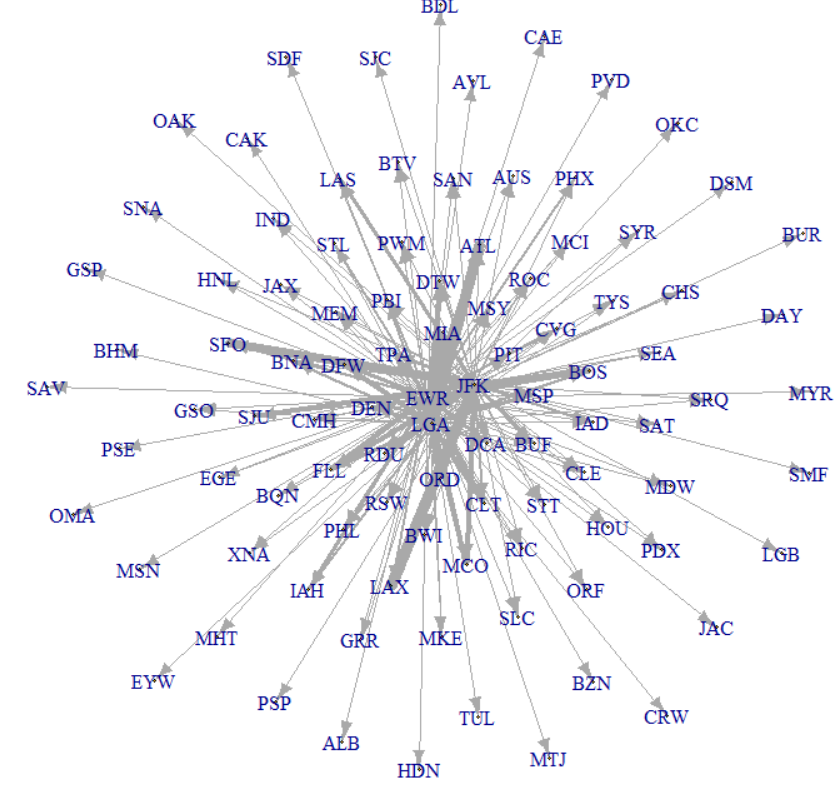 BDL
CAE
SDF
SJC
AVL
PVD
OAK
CAK
OKC
BTV
LAS
SAN
AUS
PHX
DSM
SNA
IND
STL
PWM
ATL
MCI
SYR
BUR
GSP
HNL
JAX
DTW
ROC
CHS
MEM
PBI
MSY
TYS
DAY
MIA
CVG
BHM
SFO
BNA
DFW
TPA
PIT
SEA
BOS
SAV
EWR
JFK
MSP
SRQ
MYR
GSO
SJU
CMH
DEN
LGA
IAD
SAT
PSE
RDU
DCA
BUF
EGE
FLL
ORD
CLE
SMF
BQN
RSW
CLT
STT
MDW
OMA
PHL
BWI
HOU
XNA
RIC
PDX
LGB
MSN
IAH
LAX
MCO
ORF
SLC
MHT
GRR
MKE
JAC
EYW
PSP
BZN
TUL
CRW
ALB
HDN
MTJ